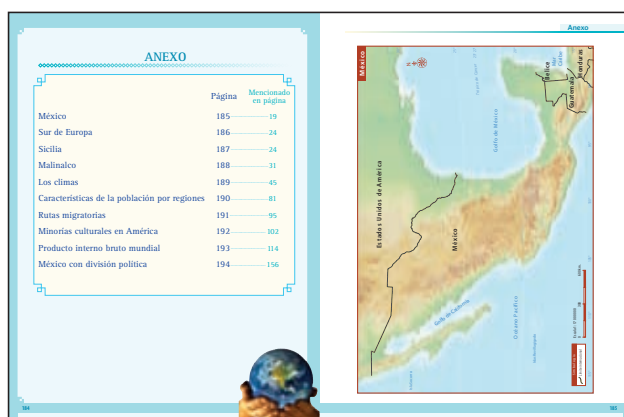 ANEXO
Página
Mencionado
en página
México 185 19
Sur de Europa 186 24
Sicilia 187 24
Malinalco 188 31
Los climas 189 45
Características de la población por regiones 190 81
Rutas migratorias 191 95
Minorías culturales en América 192 102
Producto interno bruto mundial 193 114
México con división política 194 156
184
Anexo
México
N
Estados Unidos de América
Golfo de México
México
Golfo de California
Océano Pacífico
Belice
Mar
Caribe
Guatemala
Honduras
185